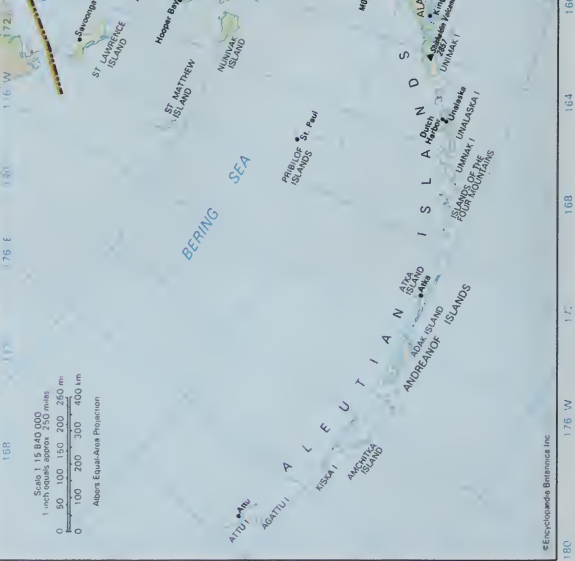 172
Savoonga
ST LAWRENCE
ISLAND
Hooper Bay
ST MATTHEW
ISLAND
NUNIVAK
ISLAND
BERING SEA
PRIBILOF
ISLANDS
St. Paul
168
Scale 1 15 840 000
1 inch equals approx 250 miles
0 50 100 150 200 250 mi
0 100 200 300 400 km
Albers Equal-Area Projection
ALEUTIAN ISLANDS
Attu
ATTU I
AGATTU I
KISKA I
AMCHITKA
ISLAND
ATKA
ISLAND
Atka
ADAK ISLAND
ANDREANOF ISLANDS
ISLANDS OF THE
FOUR MOUNTAINS
UMNAK I
UNALASKA I
Dutch
Harbor
Unalaska
2857
UNIMAK I
© Encyclopædia Britannica Inc
180
176 W
168
164